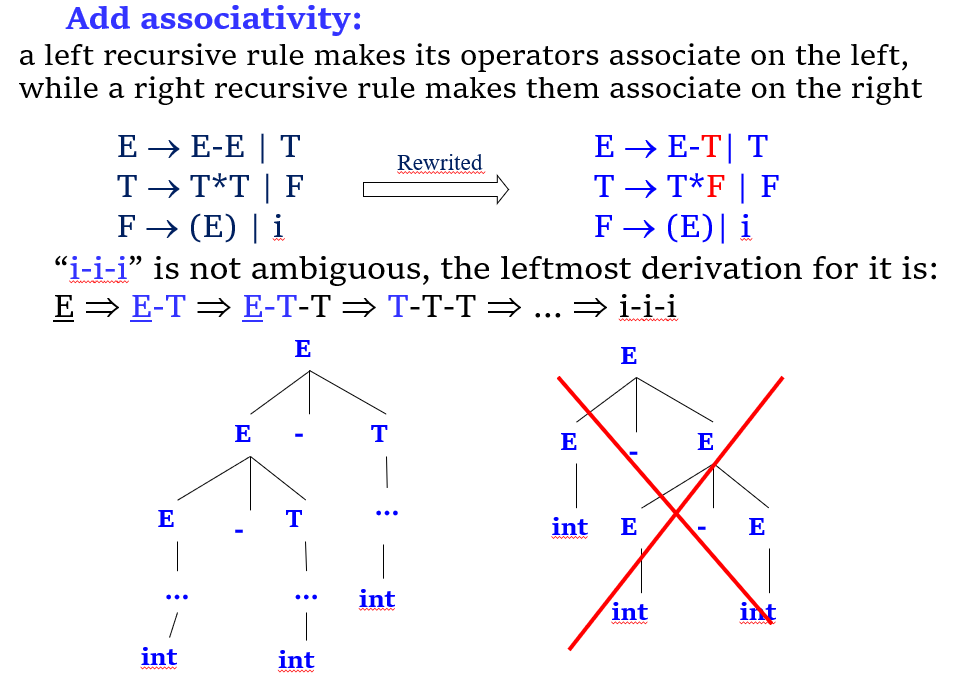 Add associativity:
a left recursive rule makes its operators associate on the left,
while a right recursive rule makes them associate on the right
E → E-E | T
T → T*T | F
F → (E) | i
Rewrited
E → E-T| T
T → T*F | F
F → (E)| i
“i-i-i” is not ambiguous, the leftmost derivation for it is:
E ⇒ E-T ⇒ E-T-T ⇒ T-T-T ⇒ ... ⇒ i-i-i
E
E - T
E - T ...
... ... int
int int
E
E - E
int E - E
int int